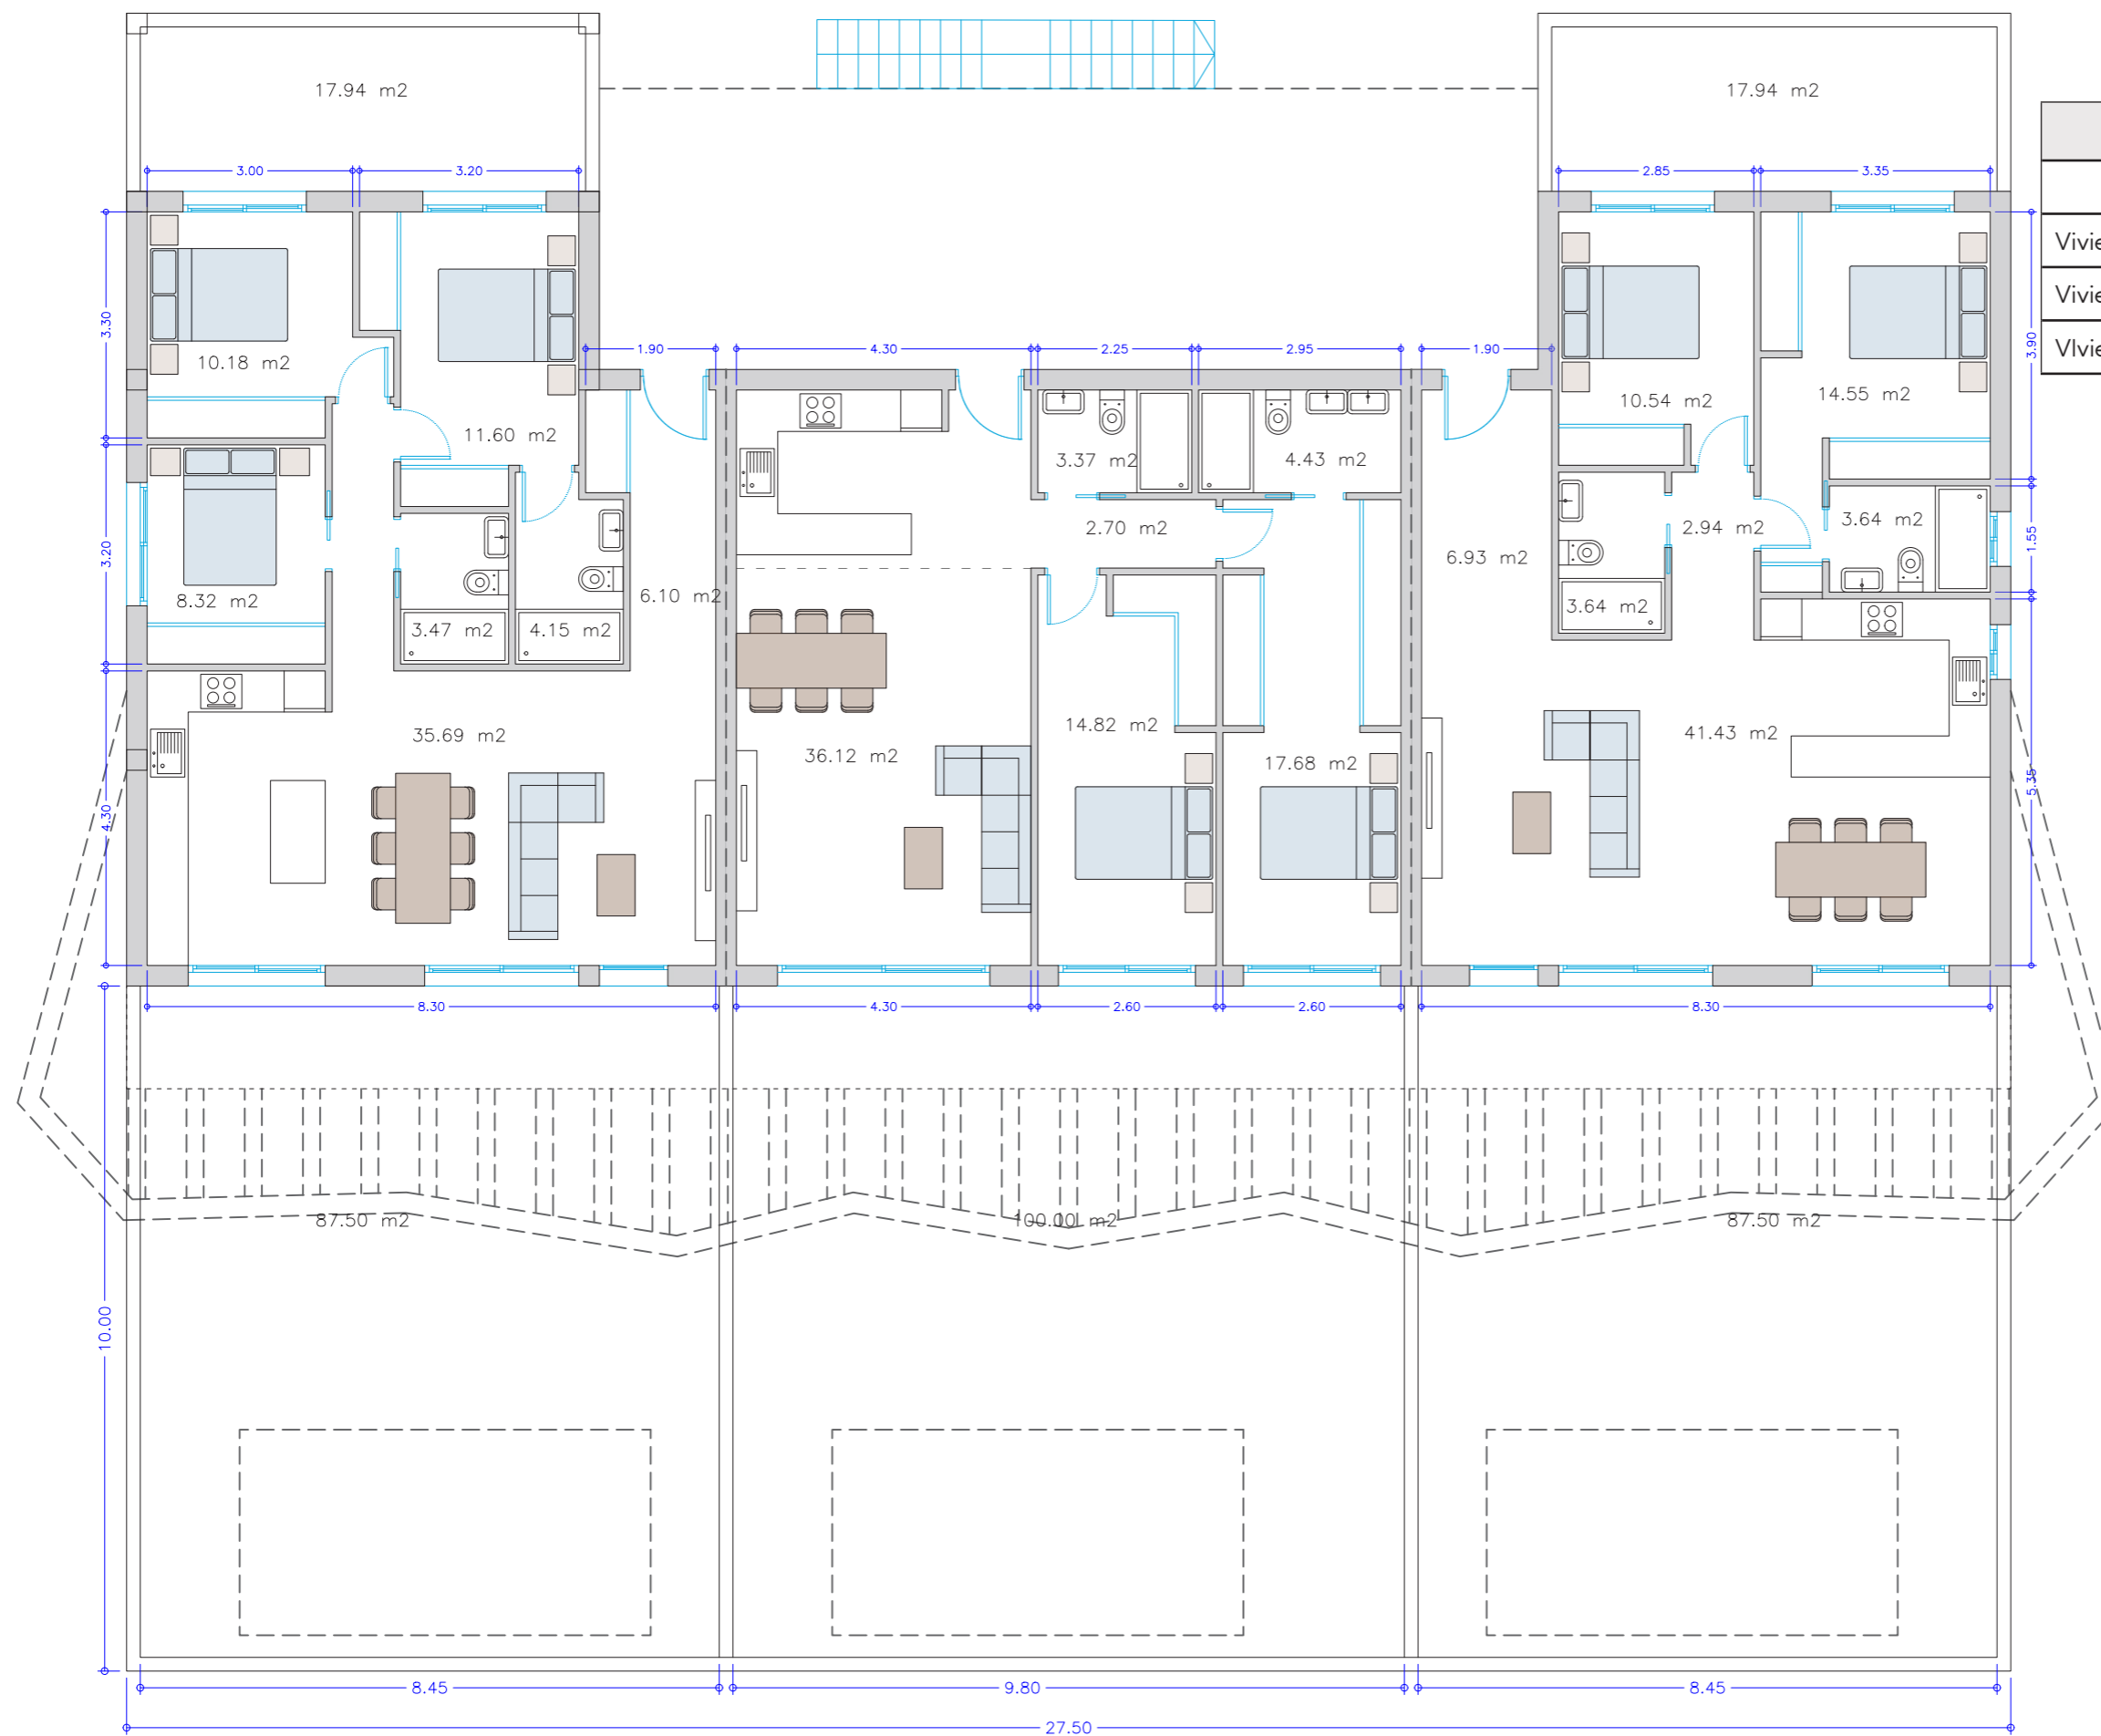 17.94 m2
17.94 m2
3.00
3.20
2.85
3.35
Vivie
Vivie
VIvie
3.30
3.90
1.90
4.30
2.25
2.95
1.90
10.18 m2
11.60 m2
10.54 m2
14.55 m2
3.37 m2
4.43 m2
2.70 m2
2.94 m2
3.64 m2
1.55
3.20
8.32 m2
6.10 m2
6.93 m2
3.64 m2
3.47 m2
4.15 m2
35.69 m2
36.12 m2
14.82 m2
17.68 m2
41.43 m2
4.30
5.35
8.30
4.30
2.60
2.60
8.30
87.50 m2
100.00 m2
87.50 m2
10.00
8.45
9.80
8.45
27.50